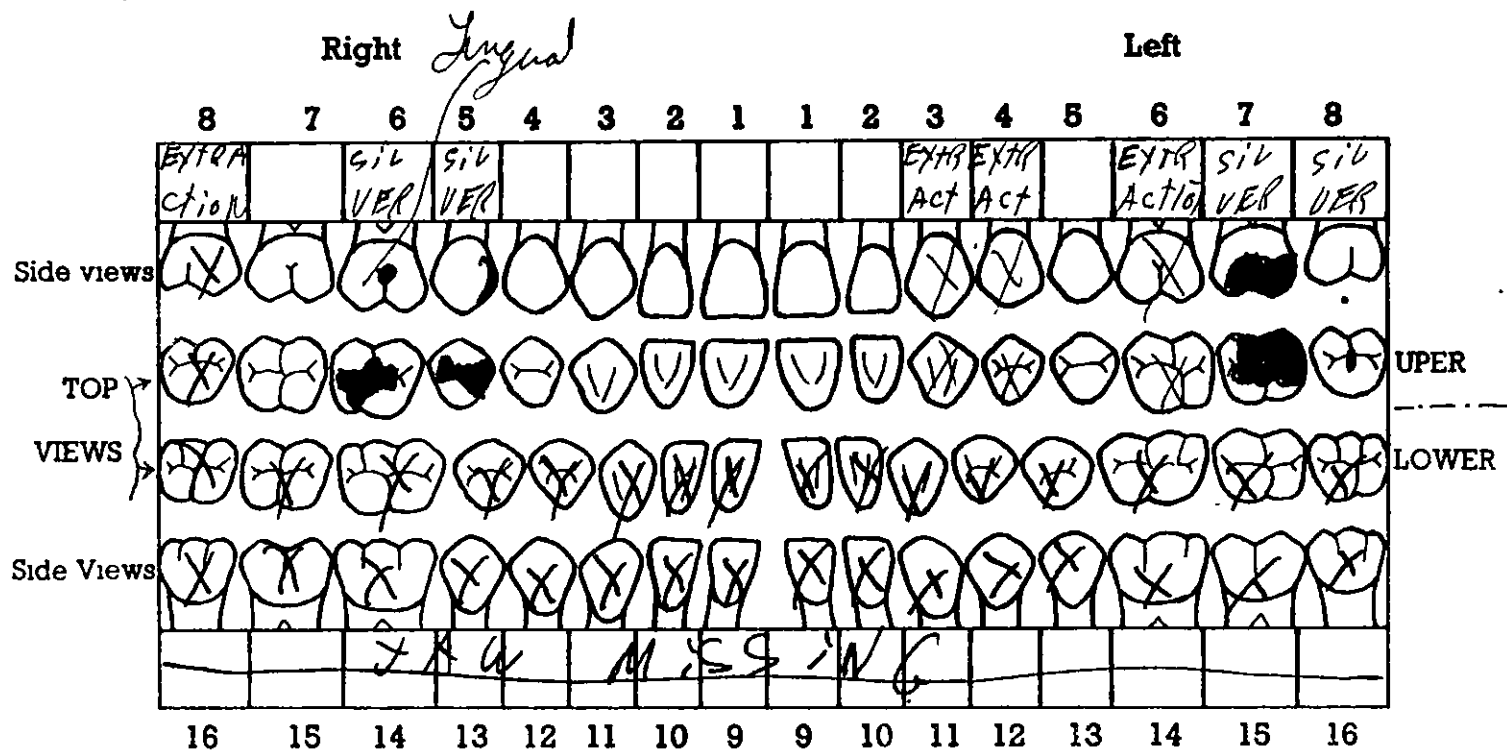 Right Lingual Left
8 7 6 5 4 3 2 1 1 2 3 4 5 6 7 8
EXTRA SiL SiL EXTR EXTR EXTR SiL SiL
ction VER VER Act Act Action VER VER
Side views
TOP UPER
VIEWS LOWER
Side Views
JAW MiSSiNG
16 15 14 13 12 11 10 9 9 10 11 12 13 14 15 16